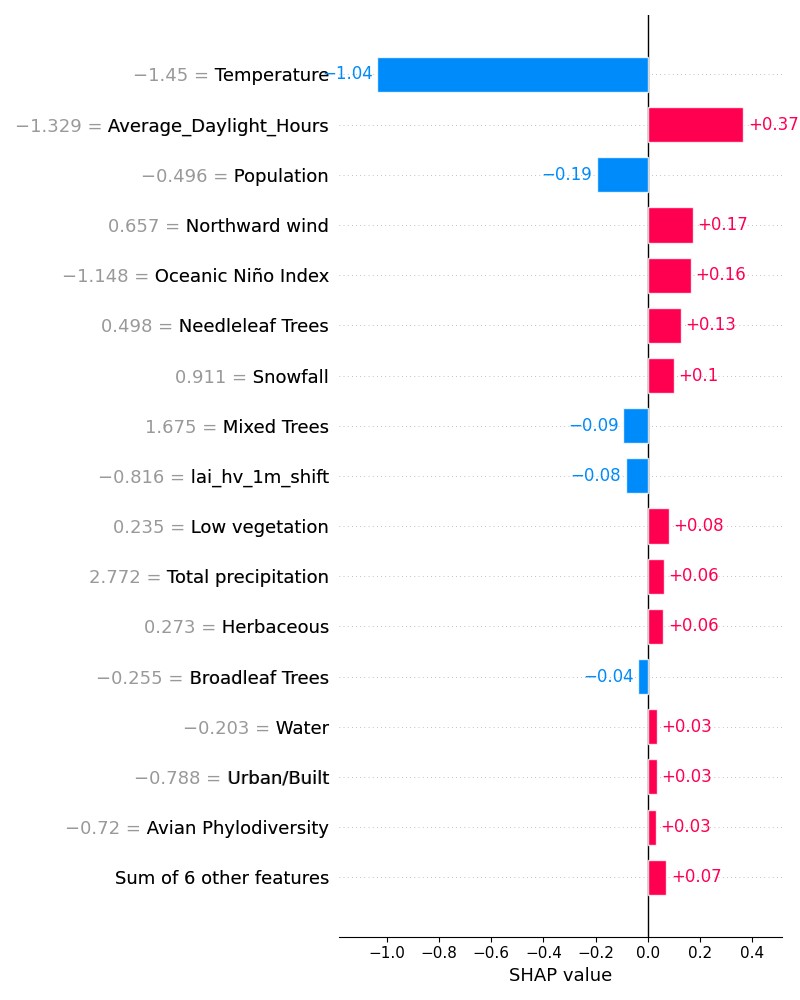 −1.45 = Temperature −1.04
−1.329 = Average_Daylight_Hours +0.37
−0.496 = Population −0.19
0.657 = Northward wind +0.17
−1.148 = Oceanic Niño Index +0.16
0.498 = Needleleaf Trees +0.13
0.911 = Snowfall +0.1
1.675 = Mixed Trees −0.09
−0.816 = lai_hv_1m_shift −0.08
0.235 = Low vegetation +0.08
2.772 = Total precipitation +0.06
0.273 = Herbaceous +0.06
−0.255 = Broadleaf Trees −0.04
−0.203 = Water +0.03
−0.788 = Urban/Built +0.03
−0.72 = Avian Phylodiversity +0.03
Sum of 6 other features +0.07
−1.0 −0.8 −0.6 −0.4 −0.2 0.0 0.2 0.4
SHAP value